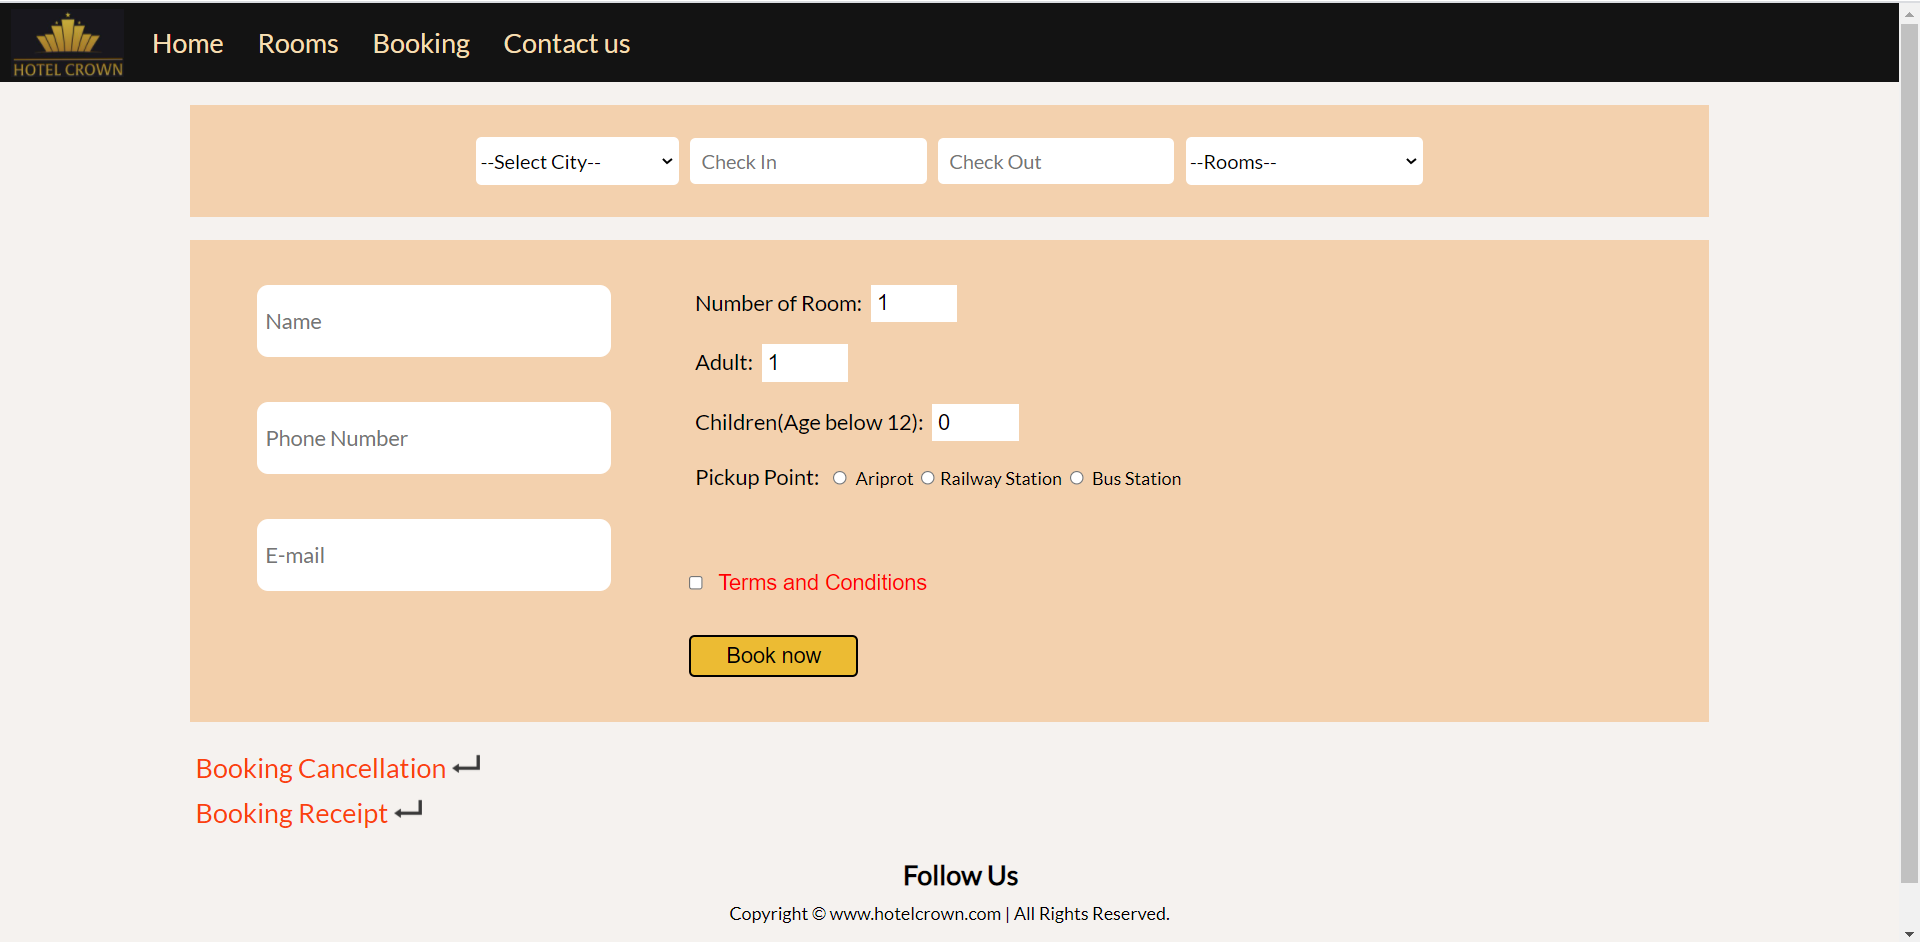 HOTEL CROWN
Home Rooms Booking Contact us
--Select City-- Check In Check Out --Rooms--
Name
Phone Number
E-mail
Number of Room: 1
Adult: 1
Children(Age below 12): 0
Pickup Point: Ariprot Railway Station Bus Station
Terms and Conditions
Book now
Booking Cancellation
Booking Receipt
Follow Us
Copyright © www.hotelcrown.com | All Rights Reserved.